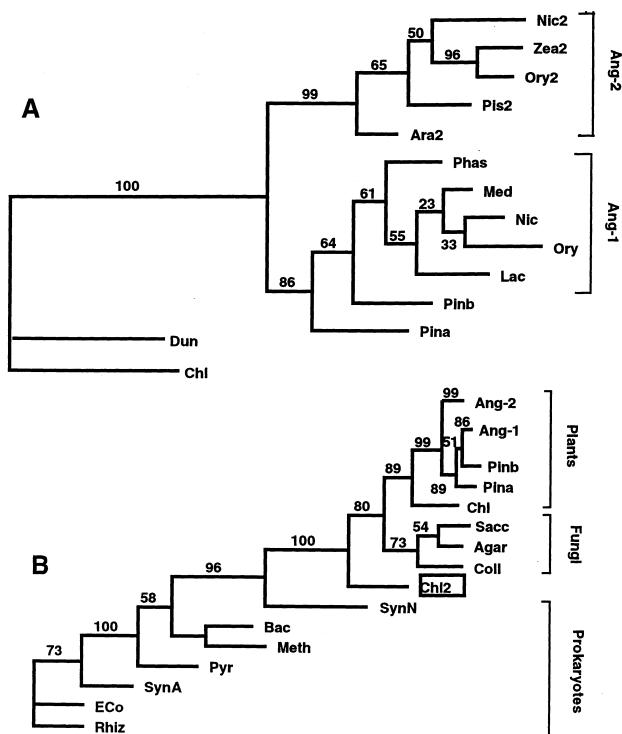 Nic2
50
Zea2
96
65
Ory2
Ang-2
A
99
Pis2
Ara2
Phas
61
Med
23
100
Nic
Ang-1
64
55
33
Ory
86
Lac
Pinb
Pina
Dun
Chl
99
Ang-2
86
Ang-1
99
51
Plants
89
Pinb
89
Pina
Chl
80
54
Sacc
Fungi
100
73
Agar
B
96
Coll
Chl2
58
SynN
100
Bac
73
Meth
Prokaryotes
Pyr
SynA
ECo
Rhiz